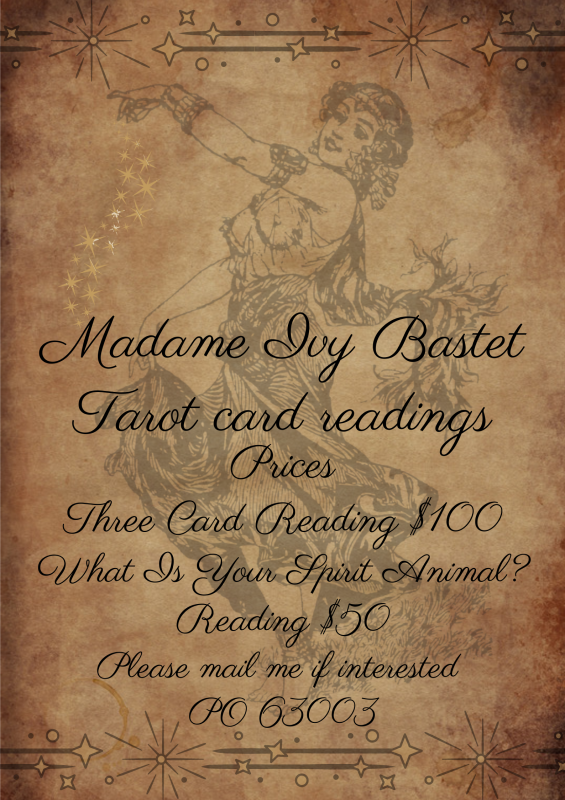 Madame Ivy Bastet
Tarot card readings
Prices
Three Card Reading $100
What Is Your Spirit Animal?
Reading $50
Please mail me if interested
PO 63003